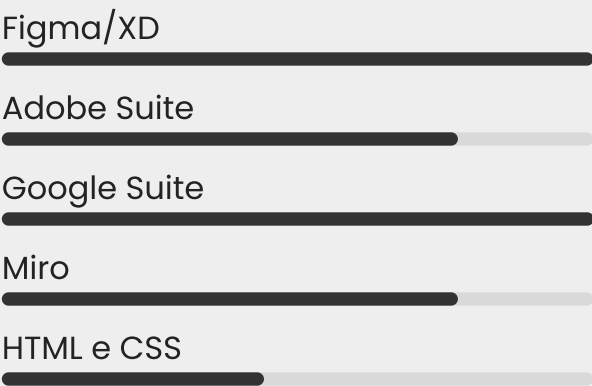 Figma/XD
Adobe Suite
Google Suite
Miro
HTML e CSS